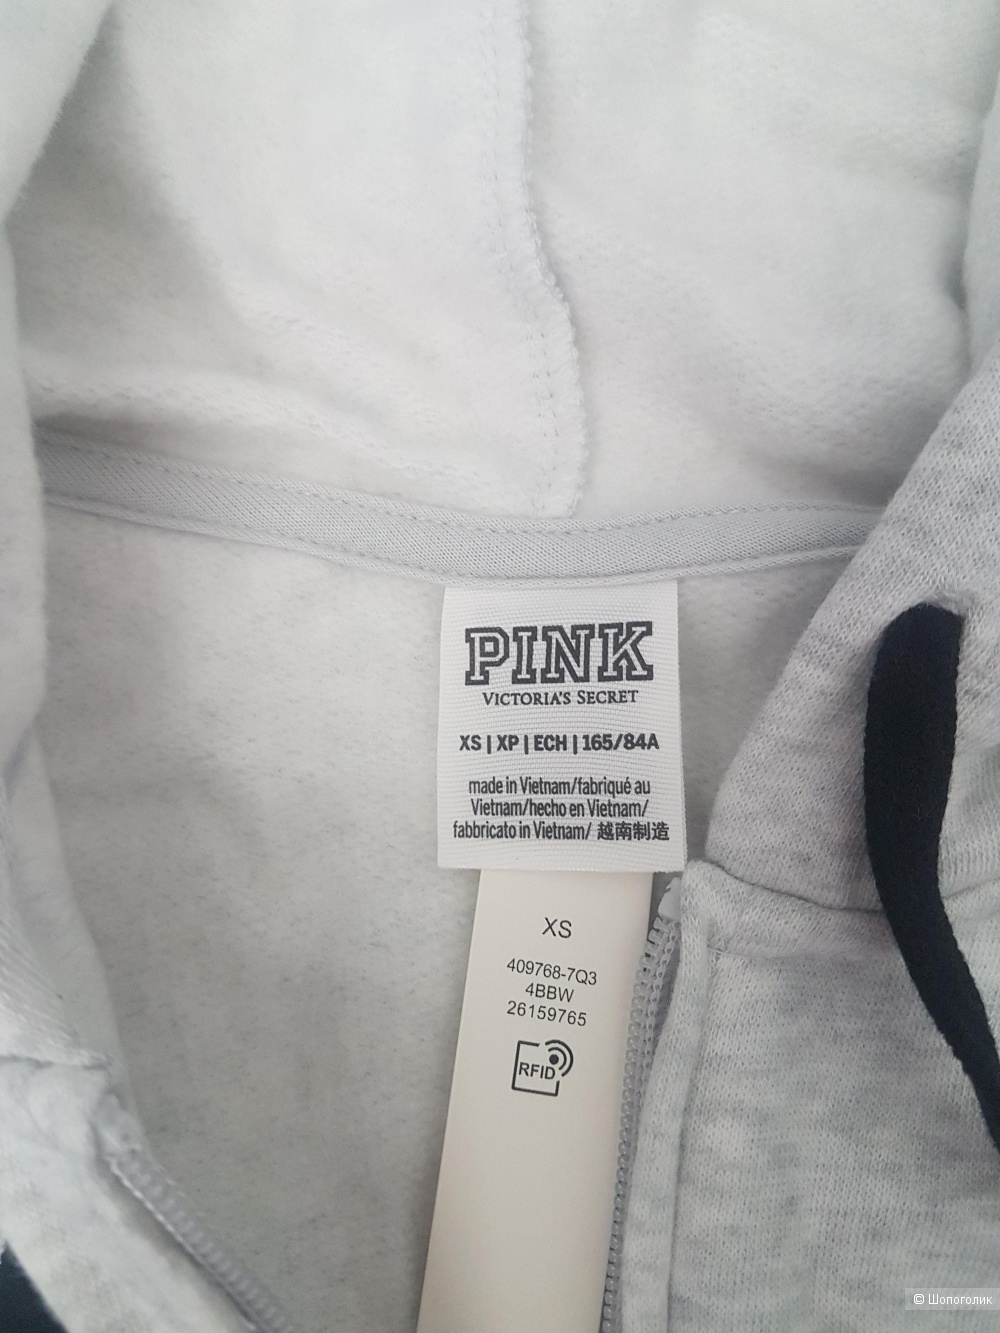 PINK
VICTORIA'S SECRET
XS | XP | ECH | 165/84A
made in Vietnam/fabriqué au
Vietnam/hecho en Vietnam/
fabbricato in Vietnam/ 越南制造
XS
409768-7Q3
4BBW
26159765
RFID
© Шопоголик